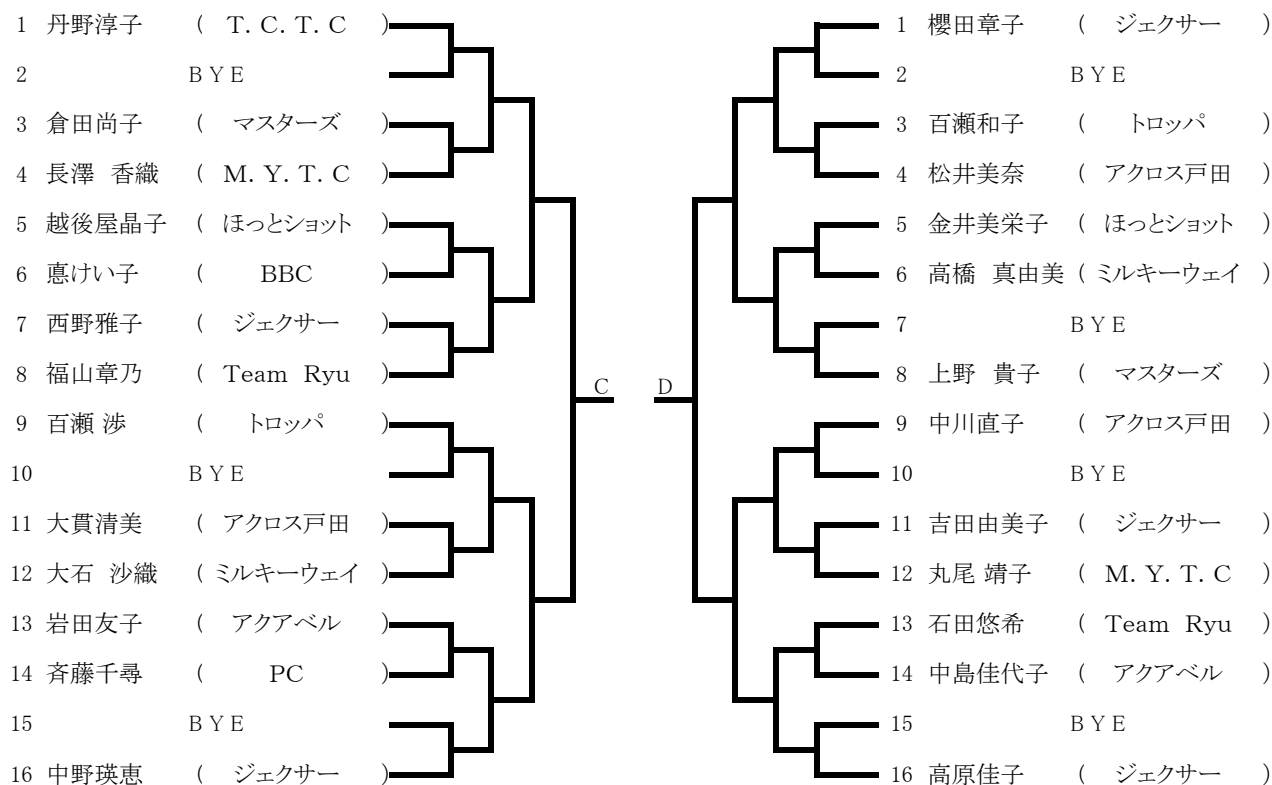 1 丹野淳子 ( T. C. T. C )
2 B Y E
3 倉田尚子 ( マスターズ )
4 長澤 香織 ( M. Y. T. C )
5 越後屋晶子 ( ほっとショット )
6 悳けい子 ( BBC )
7 西野雅子 ( ジェクサー )
8 福山章乃 ( Team Ryu )
9 百瀬 渉 ( トロッパ )
10 B Y E
11 大貫清美 ( アクロス戸田 )
12 大石 沙織 ( ミルキーウェイ )
13 岩田友子 ( アクアベル )
14 斉藤千尋 ( PC )
15 B Y E
16 中野瑛恵 ( ジェクサー )
C
D
1 櫻田章子 ( ジェクサー )
2 B Y E
3 百瀬和子 ( トロッパ )
4 松井美奈 ( アクロス戸田 )
5 金井美栄子 ( ほっとショット )
6 高橋 真由美 ( ミルキーウェイ )
7 B Y E
8 上野 貴子 ( マスターズ )
9 中川直子 ( アクロス戸田 )
10 B Y E
11 吉田由美子 ( ジェクサー )
12 丸尾 靖子 ( M. Y. T. C )
13 石田悠希 ( Team Ryu )
14 中島佳代子 ( アクアベル )
15 B Y E
16 高原佳子 ( ジェクサー )